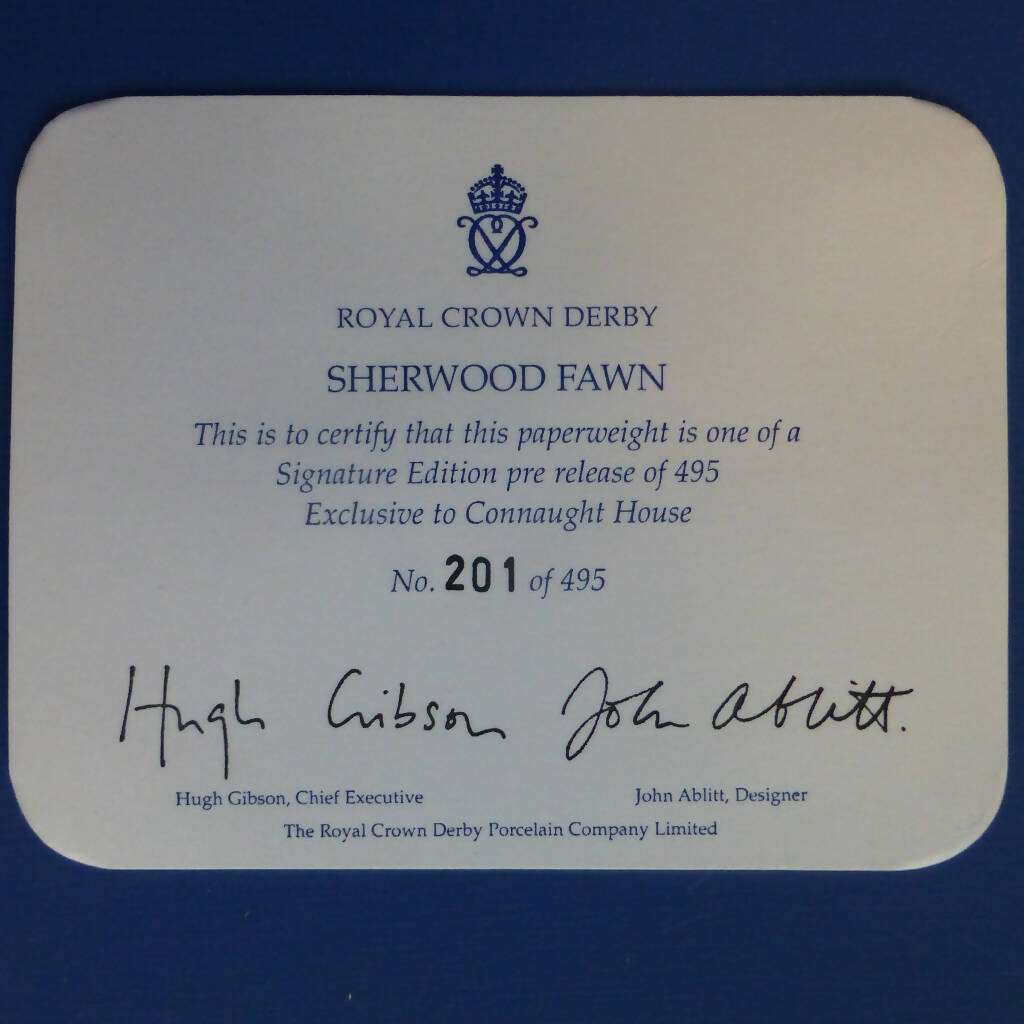 ROYAL CROWN DERBY
SHERWOOD FAWN
This is to certify that this paperweight is one of a
Signature Edition pre release of 495
Exclusive to Connaught House
No. 201 of 495
Hugh Gibson John Ablitt.
Hugh Gibson, Chief Executive John Ablitt, Designer
The Royal Crown Derby Porcelain Company Limited